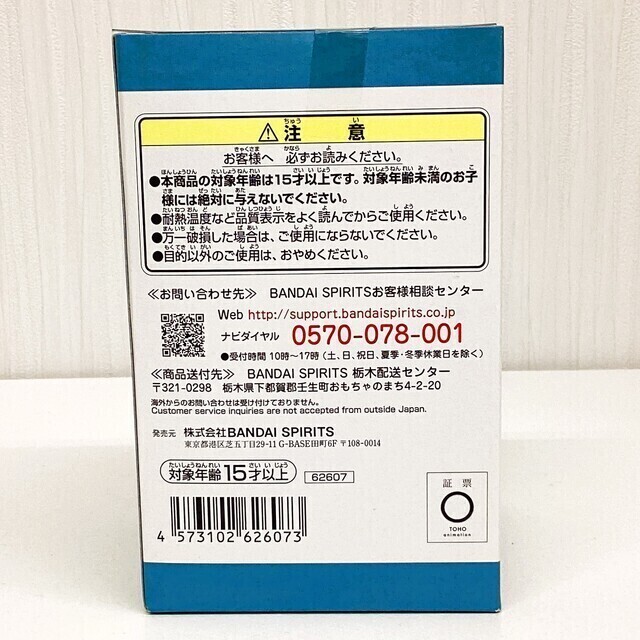 ⚠注意
お客様へ 必ずお読みください。
●本商品の対象年齢は15才以上です。対象年齢未満のお子
様には絶対に与えないでください。
●耐熱温度など品質表示をよく読んでからご使用ください。
●万一破損した場合は、ご使用にならないでください。
●目的以外のご使用は、おやめください。
≪お問い合わせ先≫ BANDAI SPIRITSお客様相談センター
Web http://support.bandaispirits.co.jp
ナビダイヤル 0570-078-001
●受付時間 10時〜17時（土、日、祝日、夏季・冬季休業日を除く）
≪商品送付先≫ BANDAI SPIRITS 栃木配送センター
〒321-0298 栃木県下都賀郡壬生町おもちゃのまち4-2-20
海外からのお問い合わせは受け付けておりません。
Customer service inquiries are not accepted from outside Japan.
発売元 株式会社BANDAI SPIRITS
東京都港区芝五丁目29-11 G-BASE田町6F 〒108-0014
対象年齢15才以上
62607
4 573102 626073
証票
TOHO
animation